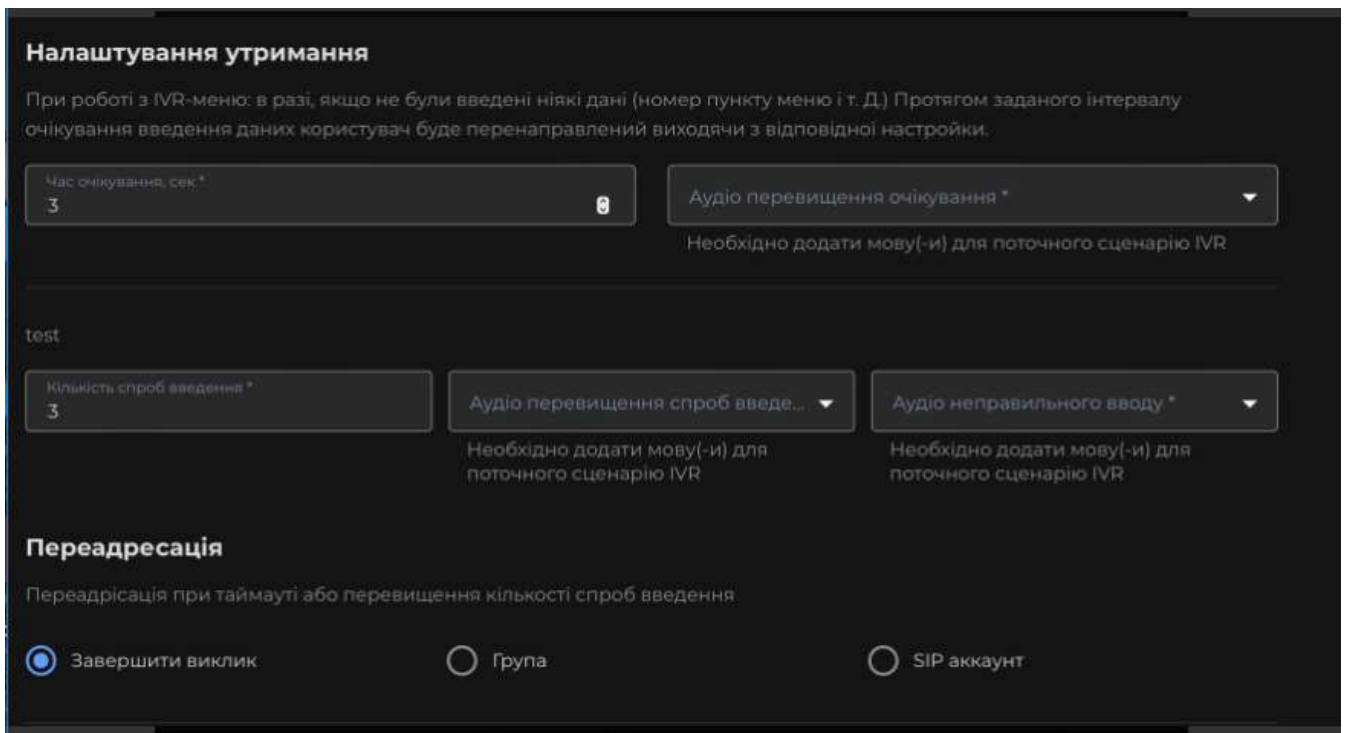 Налаштування утримання
При роботі з IVR-меню: в разі, якщо не були введені ніякі дані (номер пункту меню і т. Д.) Протягом заданого інтервалу
очікування введення даних користувач буде перенаправлений виходячи з відповідної настройки.
Час очікування, сек *
3
Аудіо перевищення очікування *
Необхідно додати мову(-и) для поточного сценарію IVR
test
Кількість спроб введення *
3
Аудіо перевищення спроб введе...
Аудіо неправильного вводу *
Необхідно додати мову(-и) для
поточного сценарію IVR
Необхідно додати мову(-и) для
поточного сценарію IVR
Переадресація
Переадрісація при таймауті або перевищення кількості спроб введення
Завершити виклик
Група
SIP аккаунт